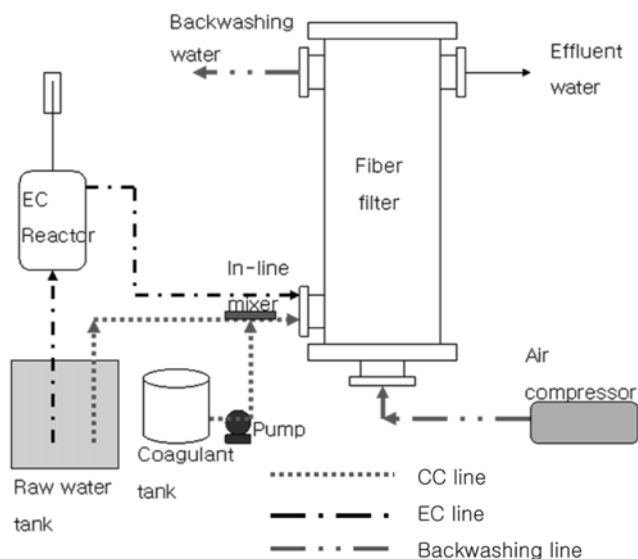 Backwashing
water
Effluent
water
EC
Reactor
Fiber
filter
In-line
mixer
Air
compressor
Pump
Coagulant
tank
Raw water
tank
CC line
EC line
Backwashing line